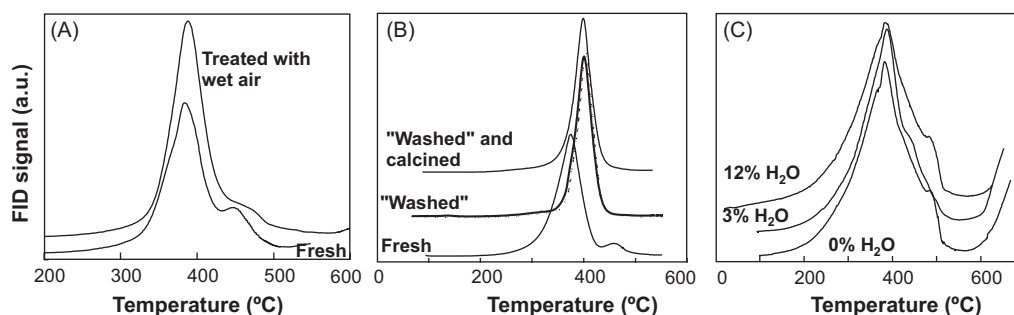 (A)
Treated with
wet air
Fresh
FID signal (a.u.)
200 300 400 500 600
Temperature (ºC)
(B)
"Washed" and
calcined
"Washed"
Fresh
0 200 400 600
Temperature (ºC)
(C)
12% H₂O
3% H₂O
0% H₂O
0 200 400 600
Temperature (ºC)